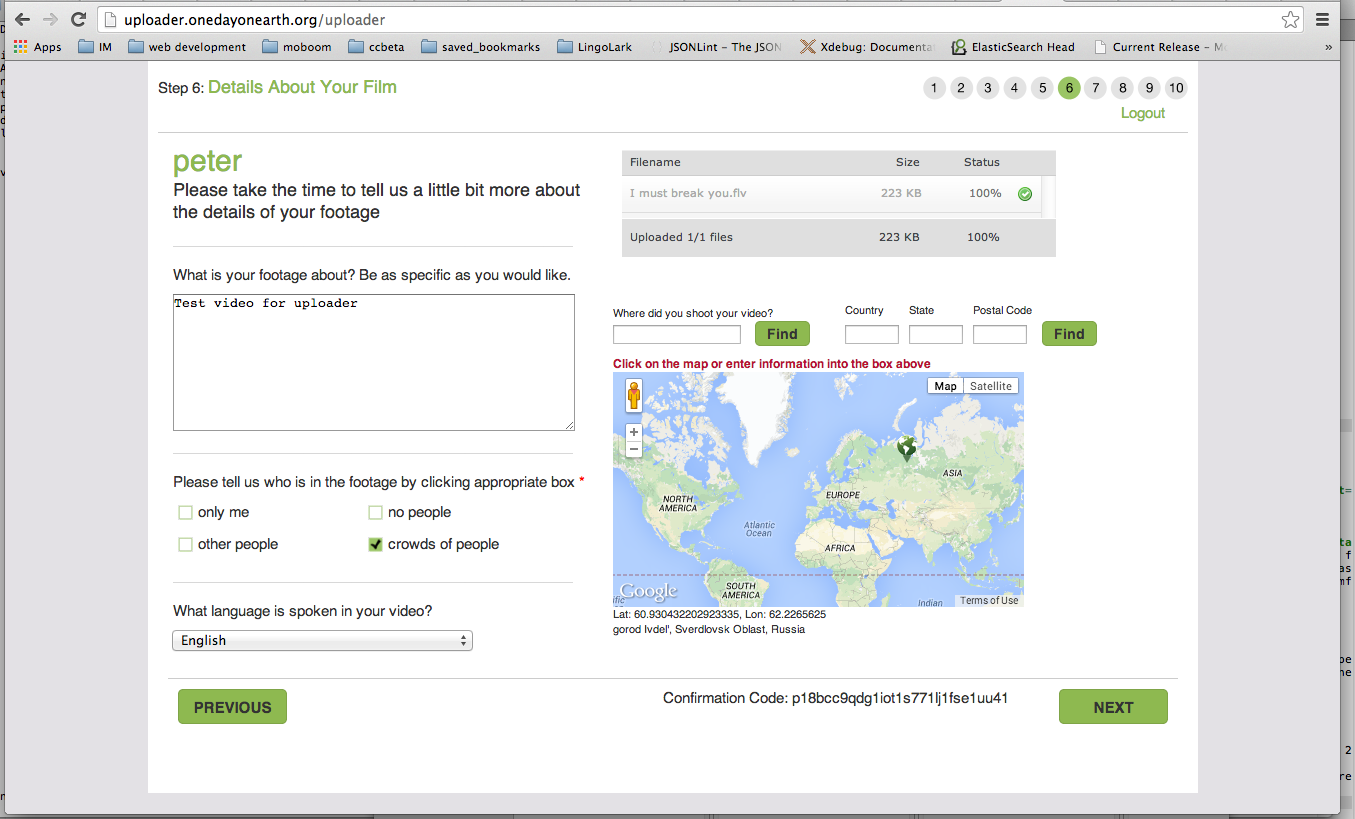 uploader.onedayonearth.org/uploader
Apps IM web development moboom ccbeta saved_bookmarks LingoLark JSONLint – The JSON Xdebug: Documenta ElasticSearch Head Current Release – Mo »
Step 6: Details About Your Film
1 2 3 4 5 6 7 8 9 10
Logout
peter
Please take the time to tell us a little bit more about
the details of your footage
Filename Size Status
I must break you.flv 223 KB 100%
Uploaded 1/1 files 223 KB 100%
What is your footage about? Be as specific as you would like.
Test video for uploader
Where did you shoot your video? Find
Country State Postal Code Find
Click on the map or enter information into the box above
Map Satellite
+
−
ASIA
NORTH
AMERICA
EUROPE
Atlantic
Ocean
AFRICA
SOUTH
AMERICA
Google
Indian
Terms of Use
Lat: 60.930432202923335, Lon: 62.2265625
gorod Ivdel', Sverdlovsk Oblast, Russia
Please tell us who is in the footage by clicking appropriate box *
only me no people
other people crowds of people
What language is spoken in your video?
English
PREVIOUS
Confirmation Code: p18bcc9qdg1iot1s771lj1fse1uu41
NEXT